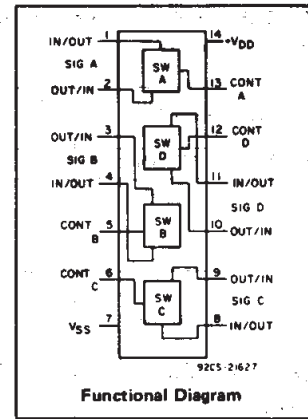 IN/OUT 1 14 VDD
SIG A SW A
OUT/IN 2 13 CONT A
OUT/IN 3 SW D 12 CONT D
SIG B
IN/OUT 4 11 IN/OUT
SIG D
CONT B 5 SW B 10 OUT/IN
CONT C 6 9 OUT/IN
SW C SIG C
VSS 7 8 IN/OUT
92CS-21627
Functional Diagram